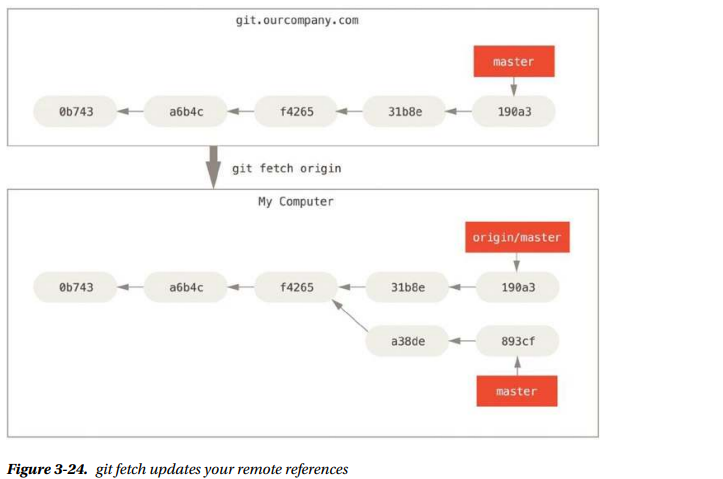 git.ourcompany.com
master
0b743 a6b4c f4265 31b8e 190a3
git fetch origin
My Computer
origin/master
0b743 a6b4c f4265 31b8e 190a3
a38de 893cf
master
Figure 3-24. git fetch updates your remote references